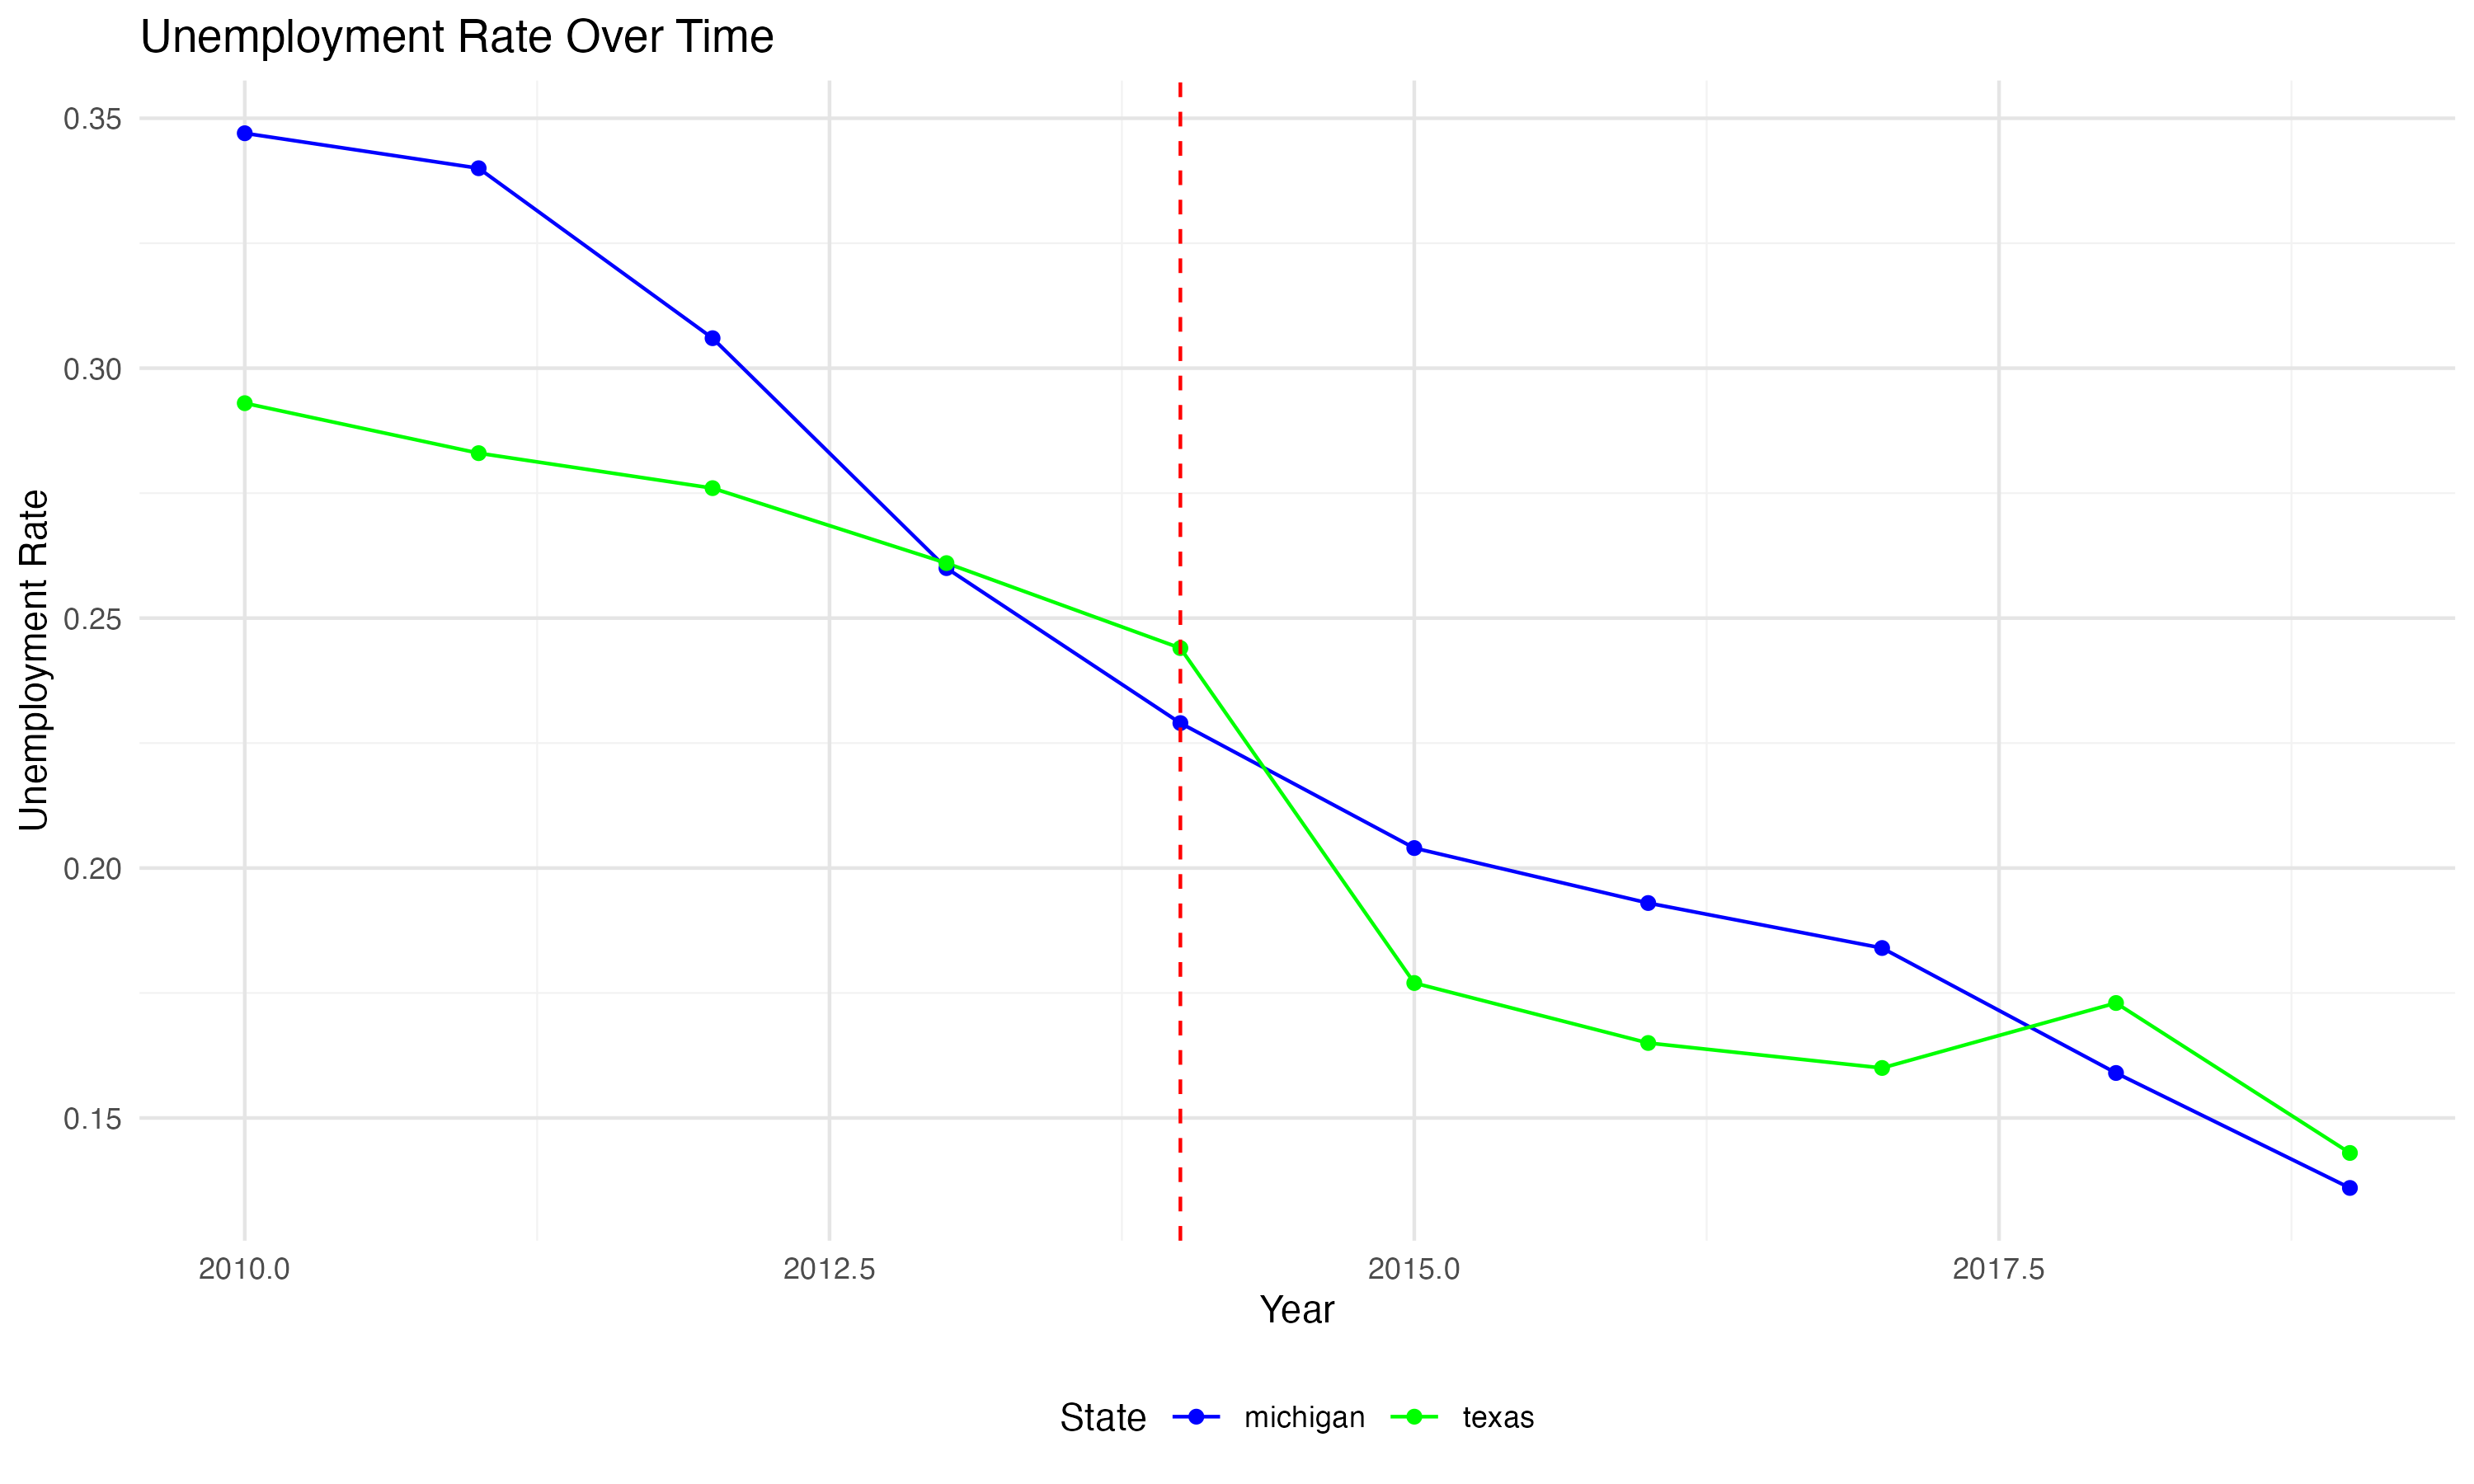 Unemployment Rate Over Time
Unemployment Rate
0.35
0.30
0.25
0.20
0.15
2010.0 2012.5 2015.0 2017.5
Year
State michigan texas